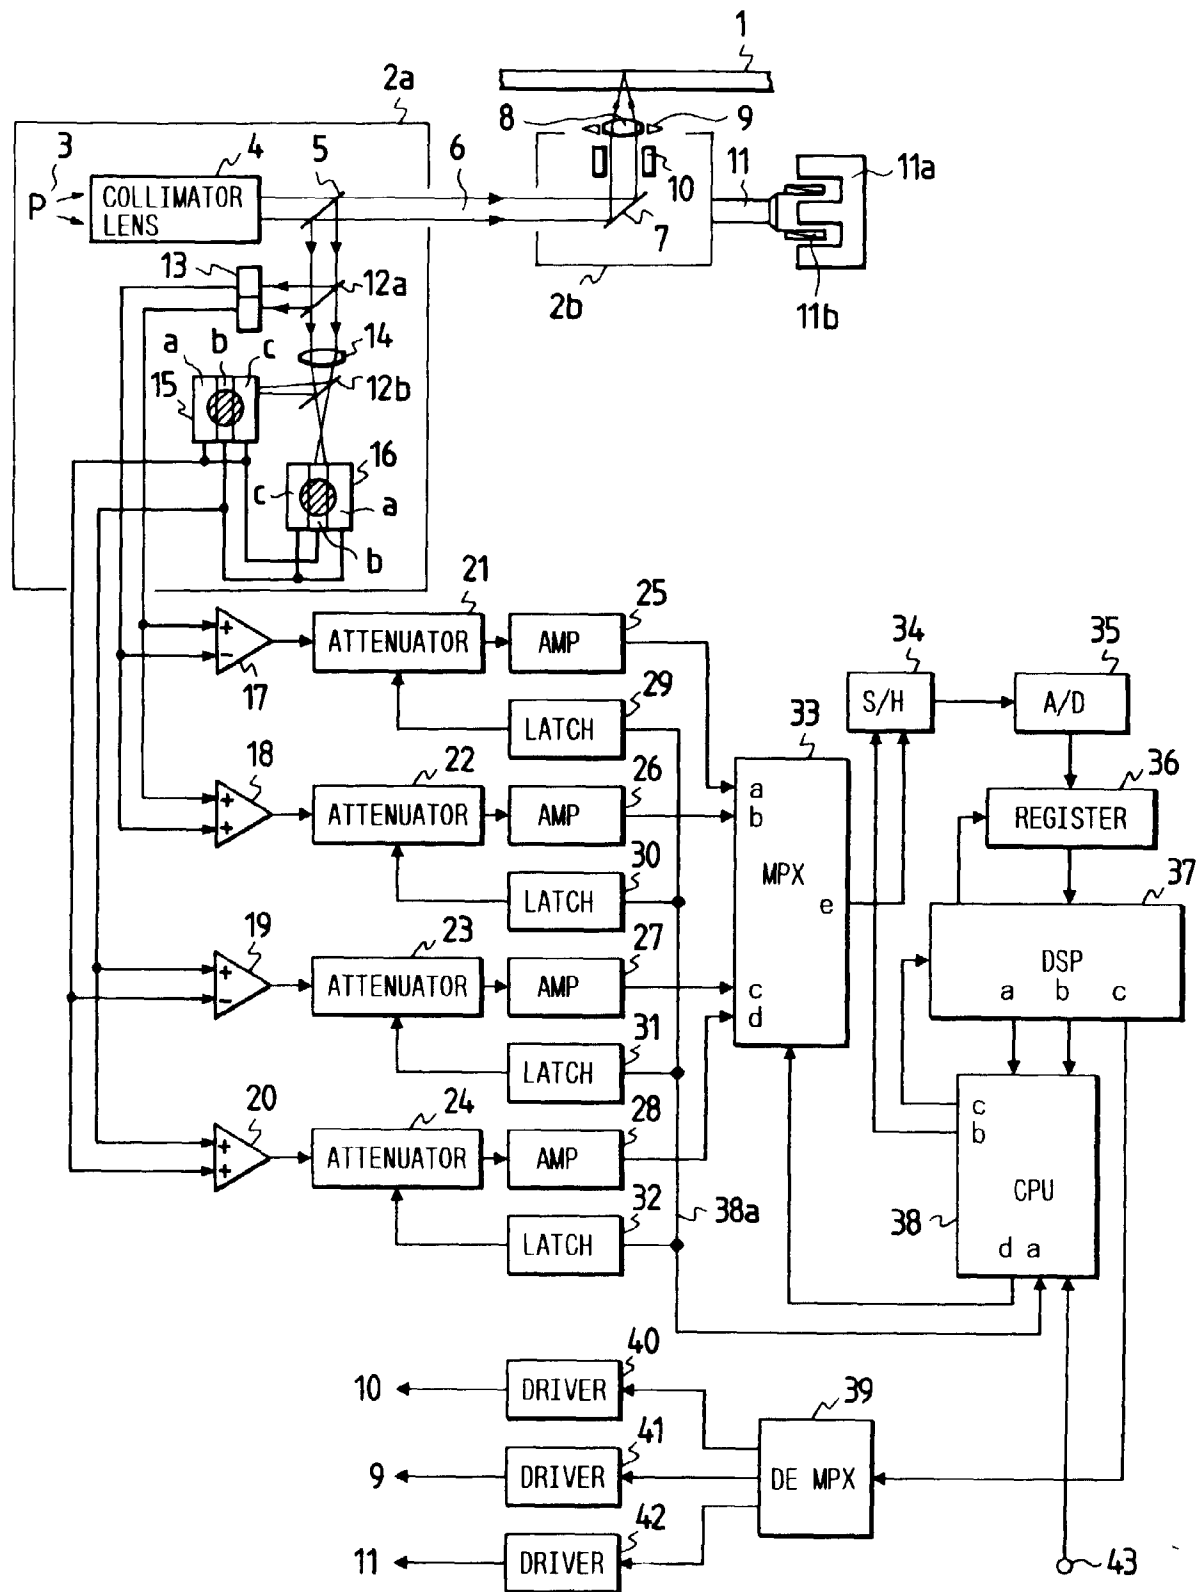 1
2a
3
4
5
6
8
9
P
COLLIMATOR
LENS
10
11
11a
7
13
12a
2b
11b
14
a
b
c
15
12b
16
c
a
b
21
25
+
-
17
ATTENUATOR
AMP
34
35
29
LATCH
33
S/H
A/D
18
22
26
36
+
+
ATTENUATOR
AMP
a
b
REGISTER
30
LATCH
MPX
e
37
19
23
27
+
-
ATTENUATOR
AMP
c
d
DSP
a b c
31
LATCH
20
24
28
c
b
+
+
ATTENUATOR
AMP
CPU
32
38a
38
LATCH
d a
40
10
DRIVER
39
41
9
DRIVER
DE MPX
42
11
DRIVER
43